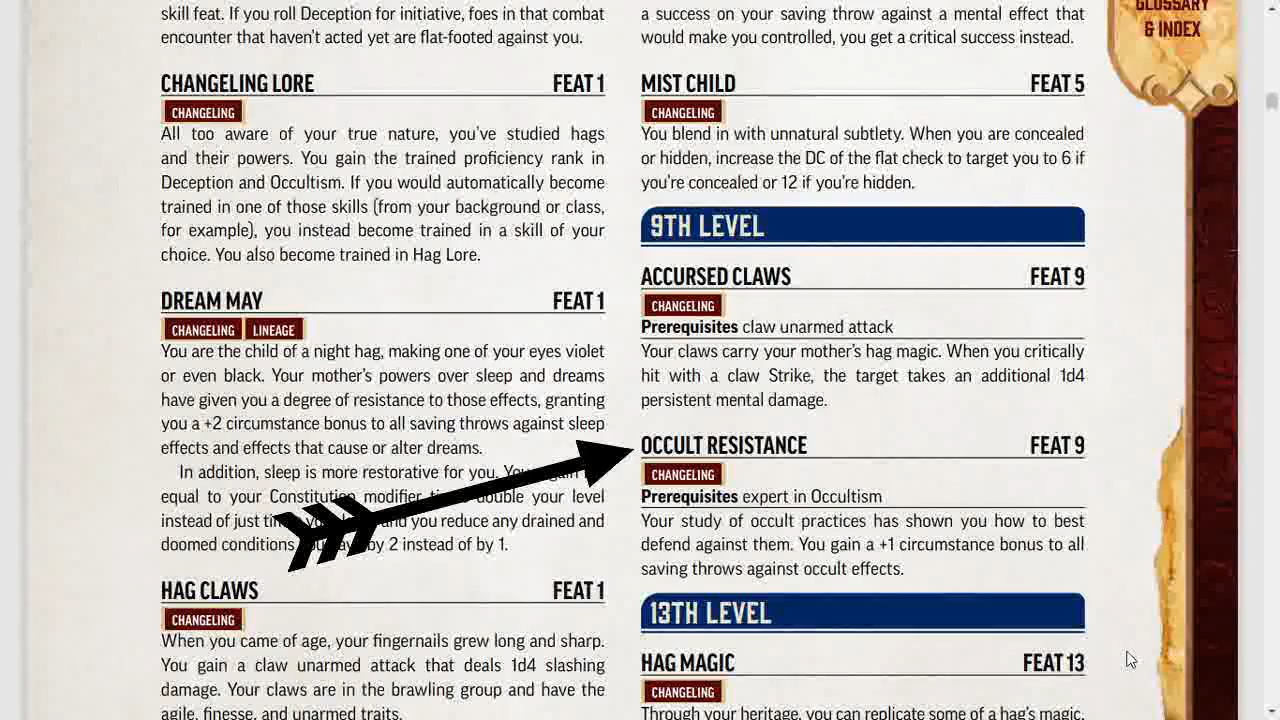 skill feat. If you roll Deception for initiative, foes in that combat
encounter that haven't acted yet are flat-footed against you.
CHANGELING LORE FEAT 1
CHANGELING
All too aware of your true nature, you've studied hags
and their powers. You gain the trained proficiency rank in
Deception and Occultism. If you would automatically become
trained in one of those skills (from your background or class,
for example), you instead become trained in a skill of your
choice. You also become trained in Hag Lore.
DREAM MAY FEAT 1
CHANGELING LINEAGE
You are the child of a night hag, making one of your eyes violet
or even black. Your mother's powers over sleep and dreams
have given you a degree of resistance to those effects, granting
you a +2 circumstance bonus to all saving throws against sleep
effects and effects that cause or alter dreams.
In addition, sleep is more restorative for you. You
equal to your Constitution modifier double your level
instead of just and you reduce any drained and
doomed conditions by 2 instead of by 1.
HAG CLAWS FEAT 1
CHANGELING
When you came of age, your fingernails grew long and sharp.
You gain a claw unarmed attack that deals 1d4 slashing
damage. Your claws are in the brawling group and have the
agile, finesse, and unarmed traits.
a success on your saving throw against a mental effect that
would make you controlled, you get a critical success instead.
MIST CHILD FEAT 5
CHANGELING
You blend in with unnatural subtlety. When you are concealed
or hidden, increase the DC of the flat check to target you to 6 if
you're concealed or 12 if you're hidden.
9TH LEVEL
ACCURSED CLAWS FEAT 9
CHANGELING
Prerequisites claw unarmed attack
Your claws carry your mother's hag magic. When you critically
hit with a claw Strike, the target takes an additional 1d4
persistent mental damage.
OCCULT RESISTANCE FEAT 9
CHANGELING
Prerequisites expert in Occultism
Your study of occult practices has shown you how to best
defend against them. You gain a +1 circumstance bonus to all
saving throws against occult effects.
13TH LEVEL
HAG MAGIC FEAT 13
CHANGELING
Through your heritage, you can replicate some of a hag's magic.
GLOSSARY
& INDEX